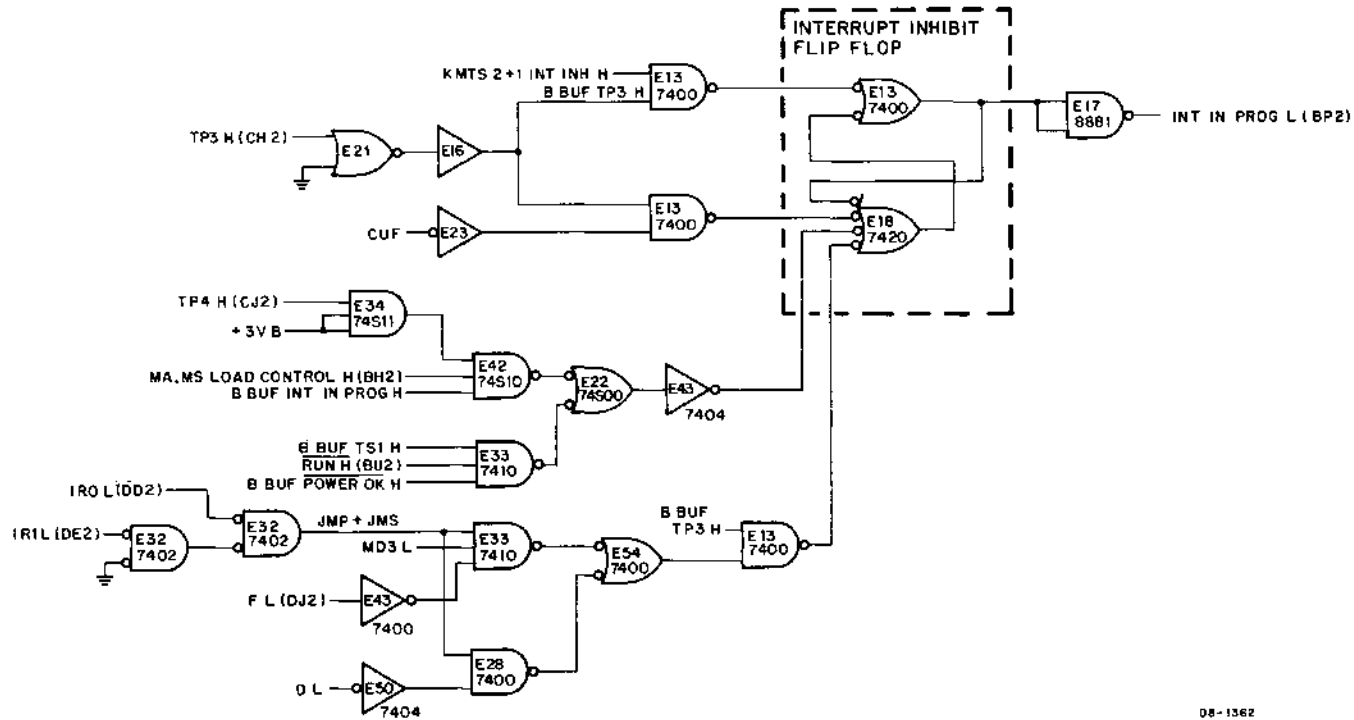 INTERRUPT INHIBIT
FLIP FLOP
KMTS 2+1 INT INH H
B BUF TP3 H
E13
7400
E13
7400
E17
8881
INT IN PROG L (BP2)
TP3 H (CH2)
E21
E16
E13
7400
CUF
E23
E18
7420
TP4 H (CJ2)
+3V B
E34
74S11
MA,MS LOAD CONTROL H (BH2)
B BUF INT IN PROG H
E42
74S10
E22
74S00
E43
7404
B BUF TS1 H
RUN H (BU2)
B BUF POWER OK H
E33
7410
IR0 L (DD2)
IR1L (DE2)
E32
7402
E32
7402
JMP + JMS
MD3 L
E33
7410
B BUF
TP3 H
E13
7400
E54
7400
F L (DJ2)
E43
7400
E28
7400
D L
E50
7404
08-1362